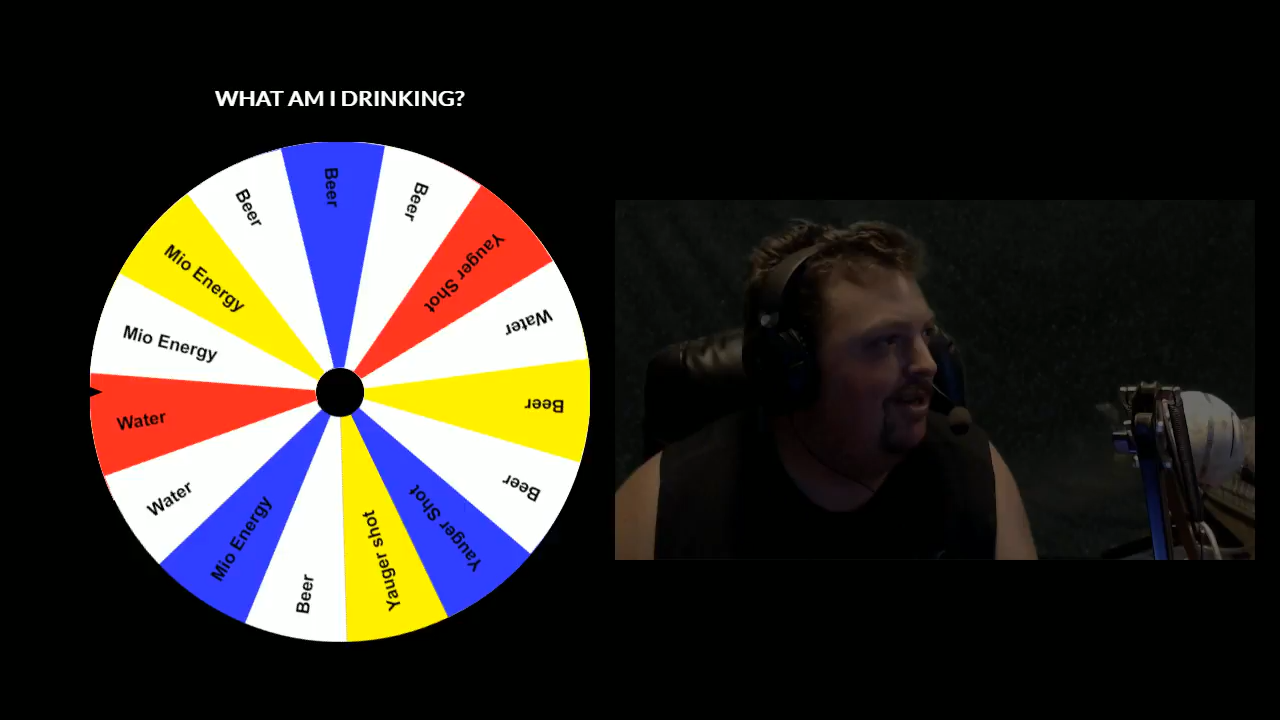 WHAT AM I DRINKING?
Beer
Beer
Yauger Shot
Water
Beer
Beer
Yauger Shot
Yauger shot
Beer
Mio Energy
Water
Water
Mio Energy
Mio Energy
Beer